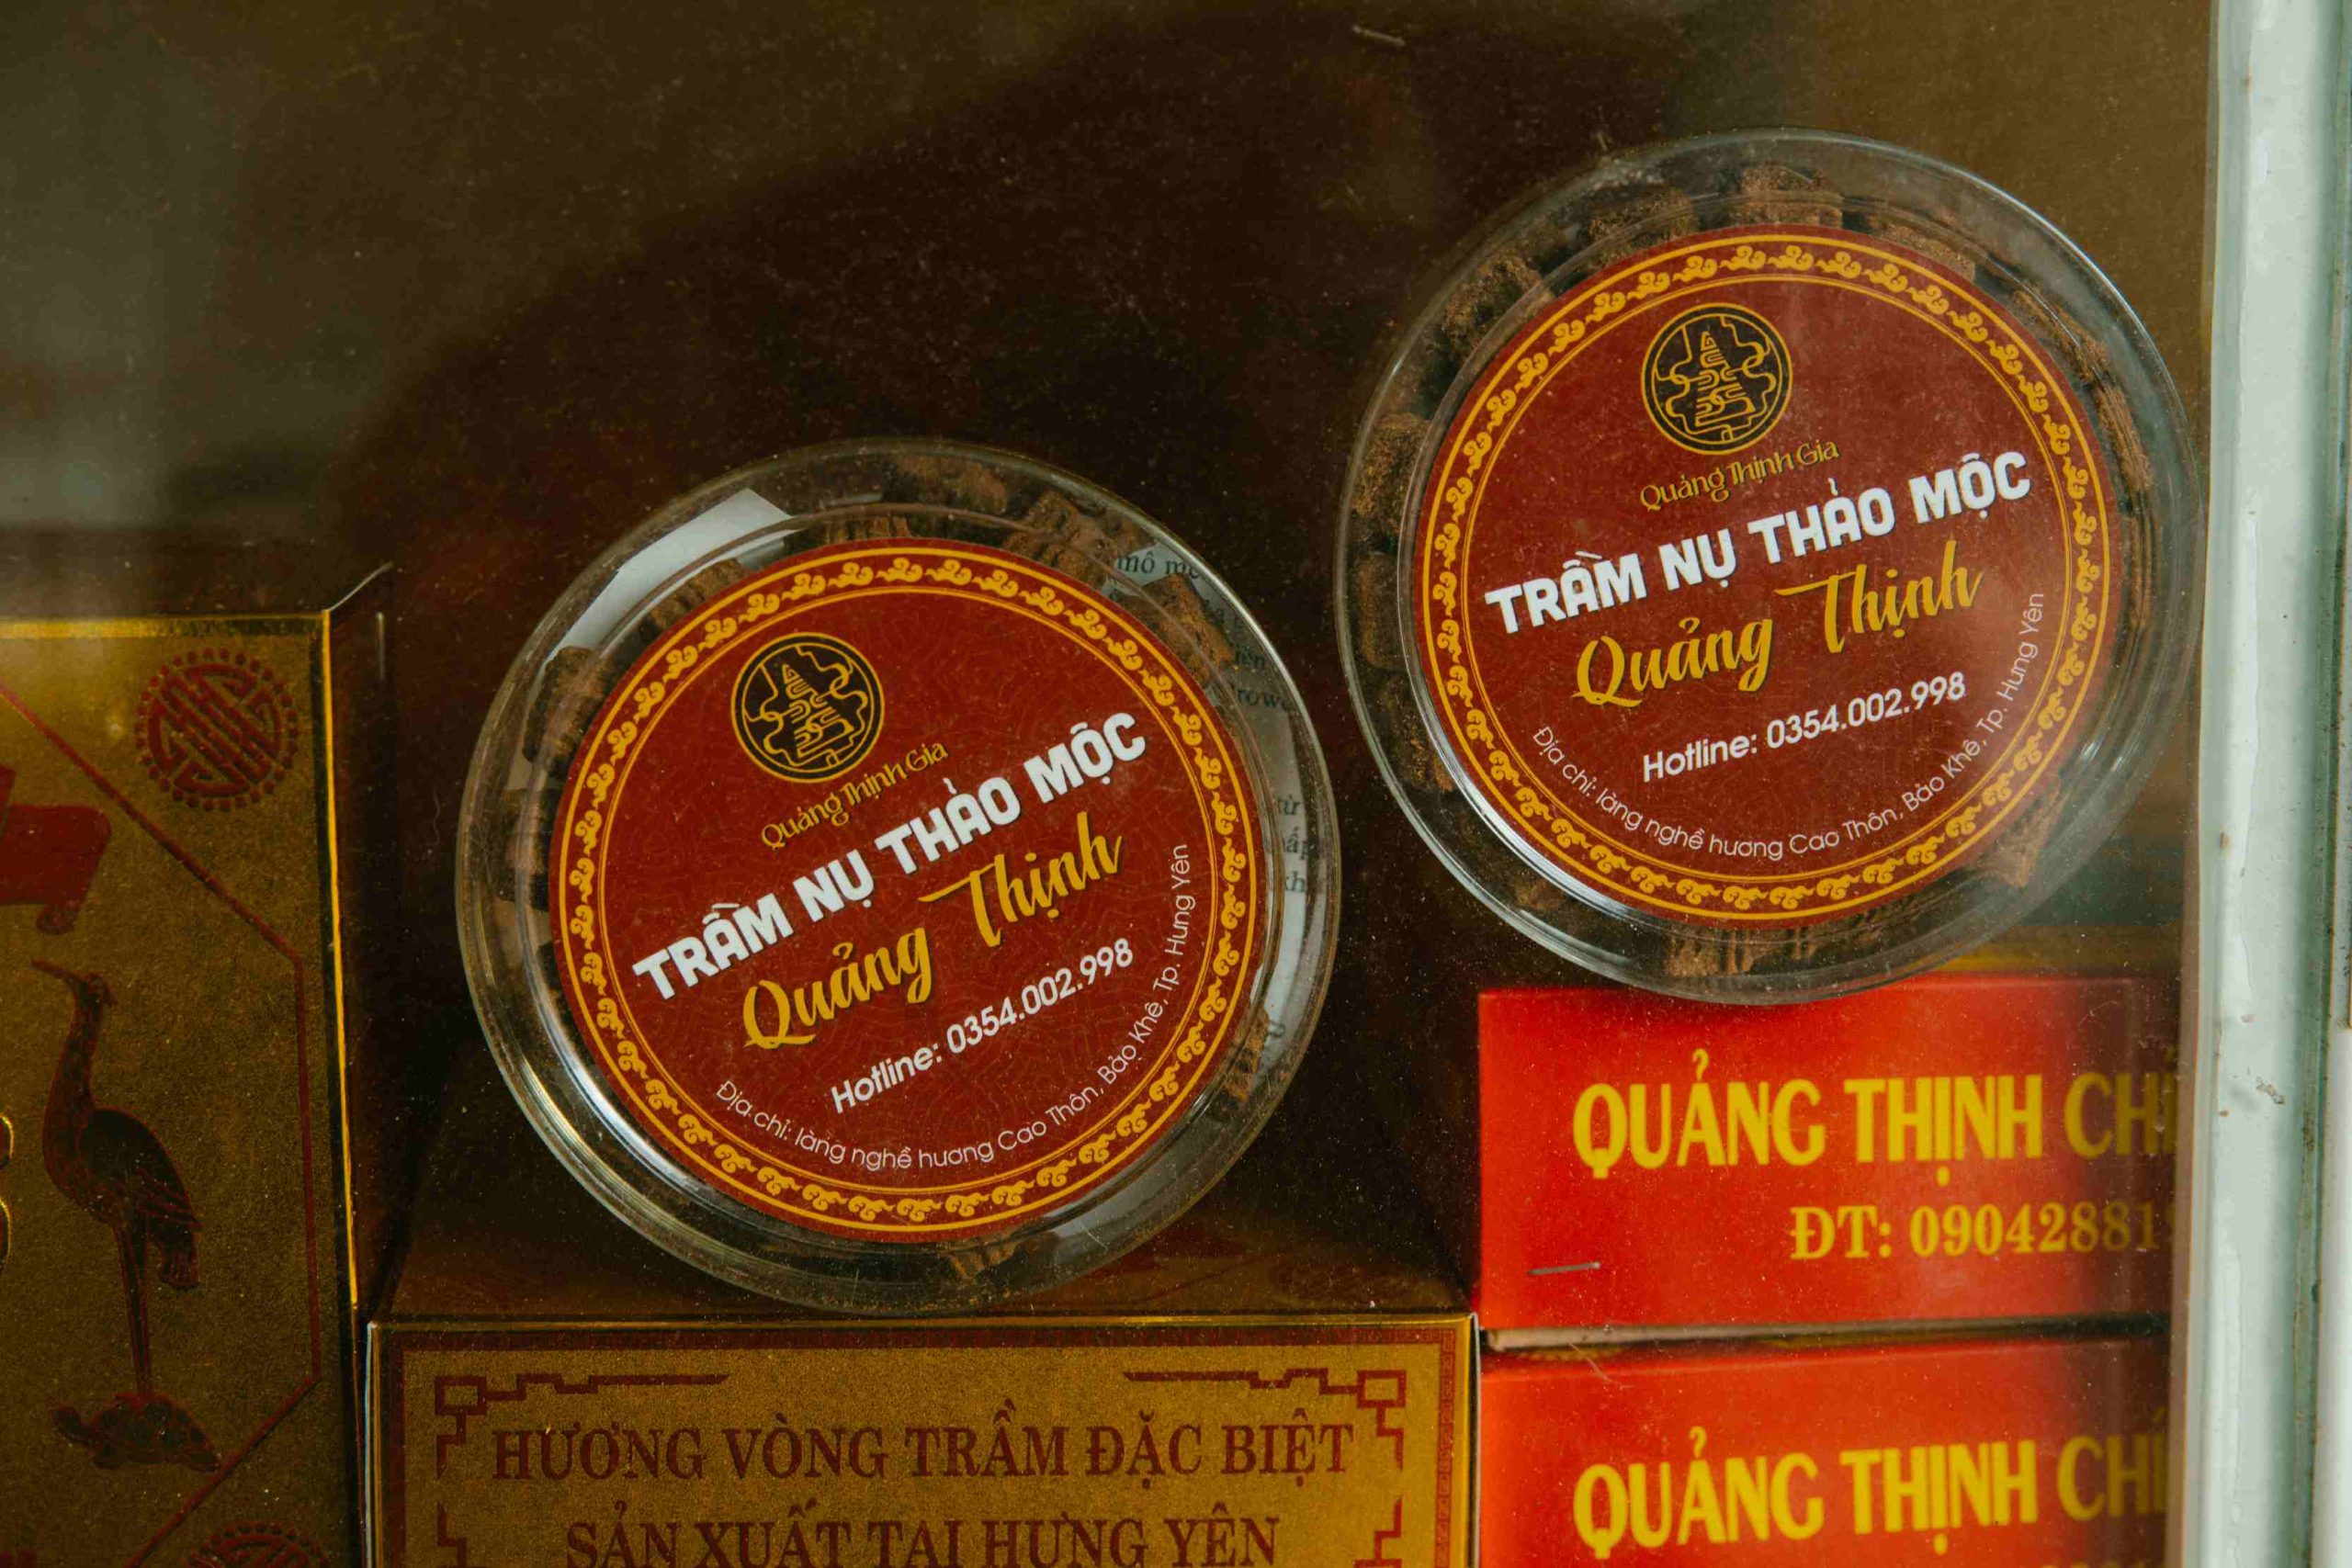 Quảng Thịnh Gia
TRẦM NỤ THẢO MỘC
Quảng Thịnh
Hotline: 0354.002.998
Địa chỉ: làng nghề hương Cao Thôn, Bảo Khê, Tp. Hưng Yên
Quảng Thịnh Gia
TRẦM NỤ THẢO MỘC
Quảng Thịnh
Hotline: 0354.002.998
Địa chỉ: làng nghề hương Cao Thôn, Bảo Khê, Tp. Hưng Yên
QUẢNG THỊNH
ĐT: 09042881
QUẢNG THỊNH
HƯƠNG VÒNG TRẦM ĐẶC BIỆT
SẢN XUẤT TẠI HƯNG YÊN